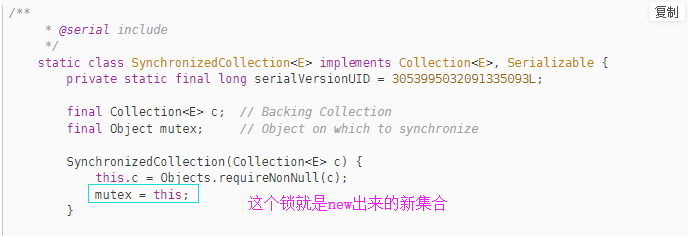 复制
/**
 * @serial include
 */
static class SynchronizedCollection<E> implements Collection<E>, Serializable {
private static final long serialVersionUID = 3053995032091335093L;
final Collection<E> c;  // Backing Collection
final Object mutex;     // Object on which to synchronize
SynchronizedCollection(Collection<E> c) {
this.c = Objects.requireNonNull(c);
mutex = this;
这个锁就是new出来的新集合
}